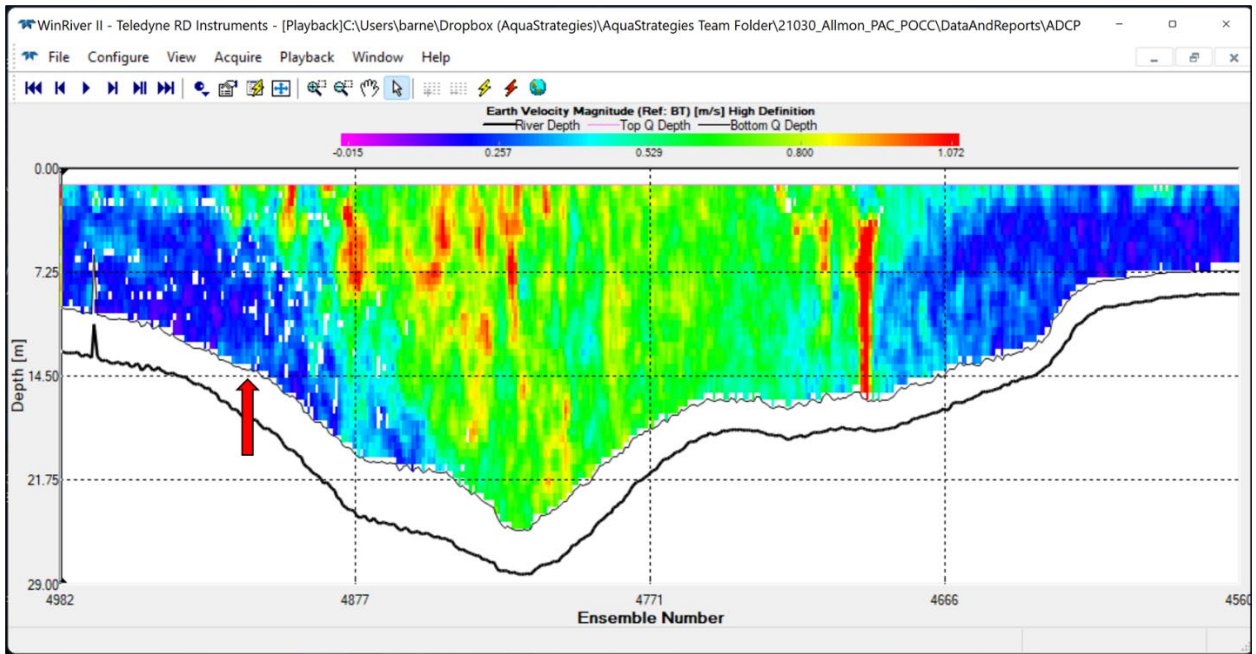 WinRiver II - Teledyne RD Instruments - [Playback]C:\Users\barne\Dropbox (AquaStrategies)\AquaStrategies Team Folder\21030_Allmon_PAC_POCC\DataAndReports\ADCP
File Configure View Acquire Playback Window Help
Earth Velocity Magnitude (Ref: BT) [m/s] High Definition
River Depth Top Q Depth Bottom Q Depth
-0.015 0.257 0.529 0.800 1.072
0.00
7.25
14.50
21.75
29.00
Depth [m]
4982 4877 4771 4666 4560
Ensemble Number